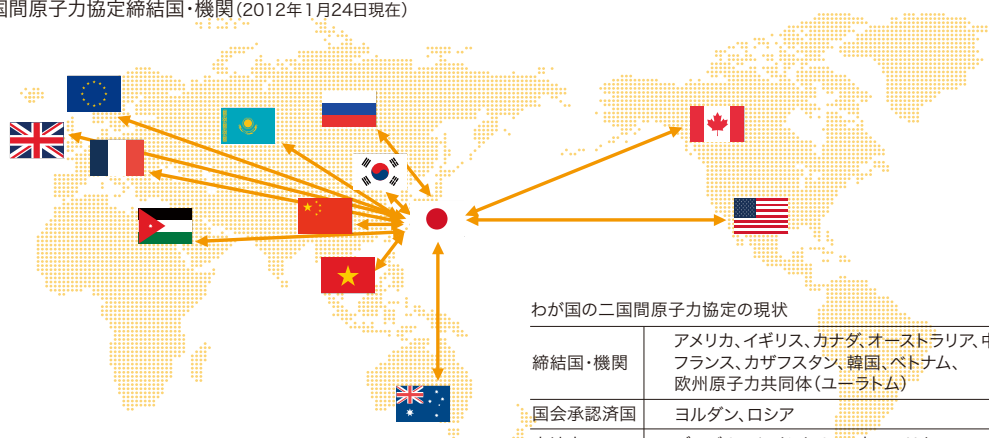 国間原子力協定締結国・機関(2012年1月24日現在)
わが国の二国間原子力協定の現状
締結国・機関
アメリカ、イギリス、カナダ、オーストラリア、中
フランス、カザフスタン、韓国、ベトナム、
欧州原子力共同体(ユーラトム)
国会承認済国
ヨルダン、ロシア